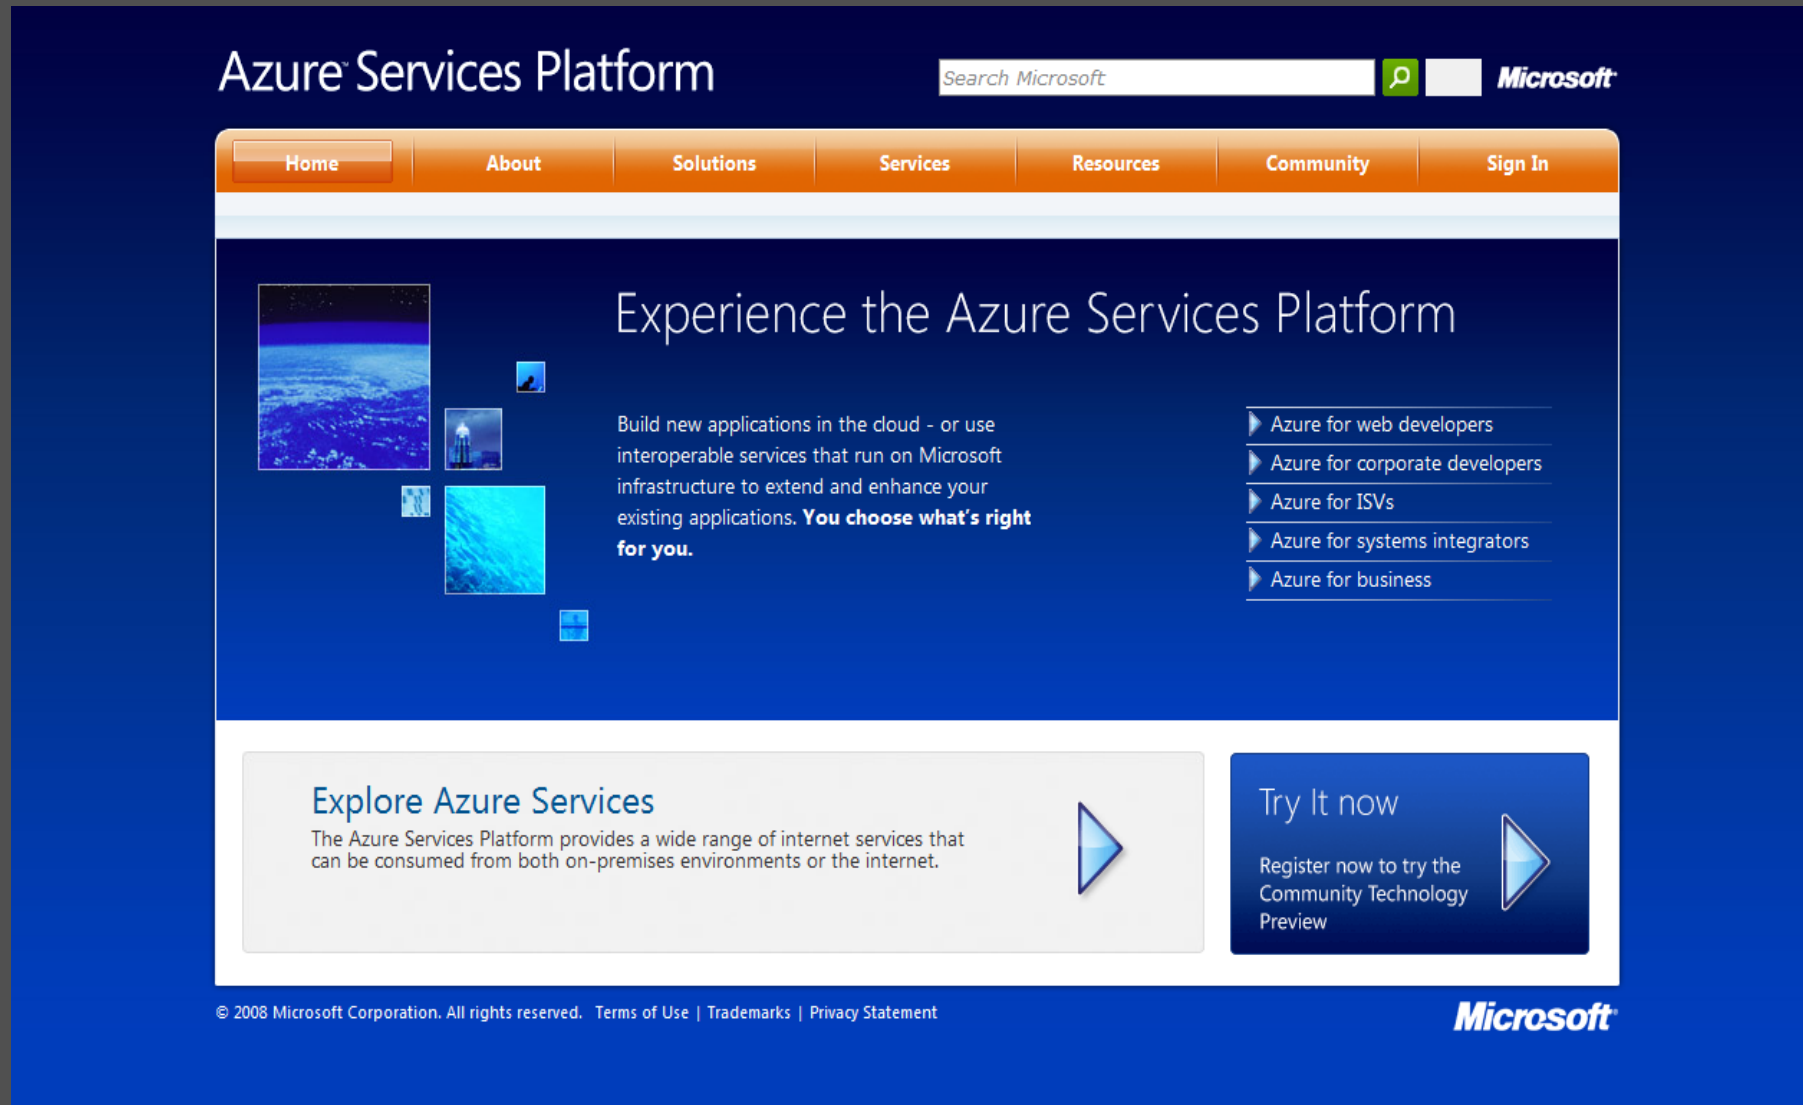 Azure™ Services Platform
Search Microsoft
Microsoft
Home About Solutions Services Resources Community Sign In
Experience the Azure Services Platform
Build new applications in the cloud - or use
interoperable services that run on Microsoft
infrastructure to extend and enhance your
existing applications. You choose what's right
for you.
Azure for web developers
Azure for corporate developers
Azure for ISVs
Azure for systems integrators
Azure for business
Explore Azure Services
The Azure Services Platform provides a wide range of internet services that
can be consumed from both on-premises environments or the internet.
Try It now
Register now to try the
Community Technology
Preview
© 2008 Microsoft Corporation. All rights reserved. Terms of Use | Trademarks | Privacy Statement
Microsoft